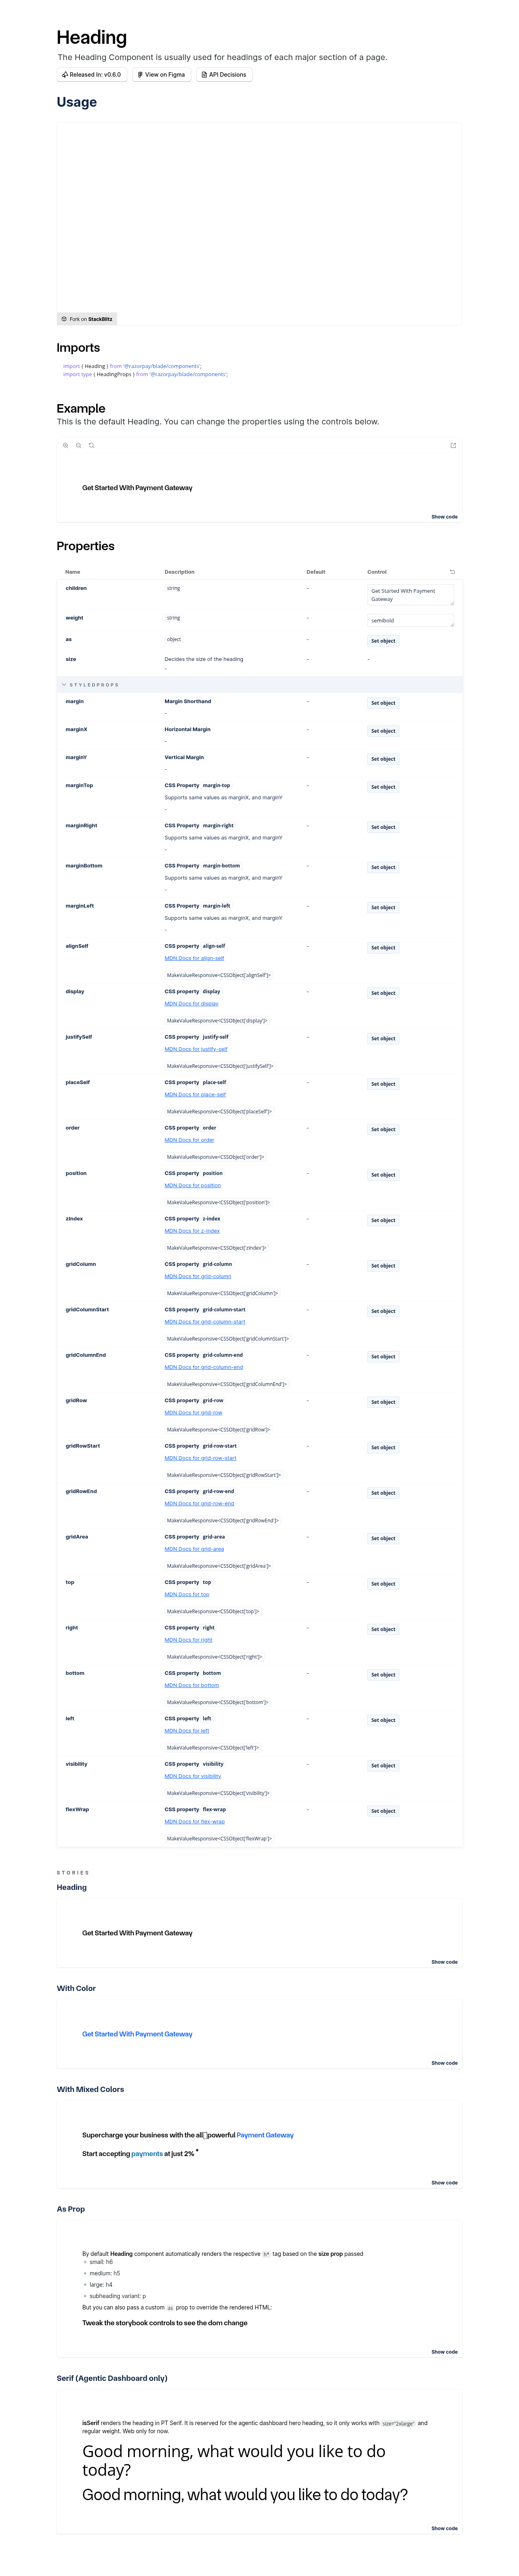 Heading
The Heading Component is usually used for headings of each major section of a page.
Released In: v0.6.0 View on Figma API Decisions
Usage
Fork on StackBlitz
Imports
import { Heading } from '@razorpay/blade/components';
import type { HeadingProps } from '@razorpay/blade/components';
Example
This is the default Heading. You can change the properties using the controls below.
Get Started With Payment Gateway
Show code
Properties
Name Description Default Control
children string - Get Started With Payment
Gateway
weight string - semibold
as object - Set object
size Decides the size of the heading - -
-
STYLEDPROPS
margin Margin Shorthand - Set object
-
marginX Horizontal Margin - Set object
-
marginY Vertical Margin - Set object
-
marginTop CSS Property margin-top - Set object
Supports same values as marginX, and marginY
-
marginRight CSS Property margin-right - Set object
Supports same values as marginX, and marginY
-
marginBottom CSS Property margin-bottom - Set object
Supports same values as marginX, and marginY
-
marginLeft CSS Property margin-left - Set object
Supports same values as marginX, and marginY
-
alignSelf CSS property align-self - Set object
MDN Docs for align-self
MakeValueResponsive<CSSObject['alignSelf']>
display CSS property display - Set object
MDN Docs for display
MakeValueResponsive<CSSObject['display']>
justifySelf CSS property justify-self - Set object
MDN Docs for justify-self
MakeValueResponsive<CSSObject['justifySelf']>
placeSelf CSS property place-self - Set object
MDN Docs for place-self
MakeValueResponsive<CSSObject['placeSelf']>
order CSS property order - Set object
MDN Docs for order
MakeValueResponsive<CSSObject['order']>
position CSS property position - Set object
MDN Docs for position
MakeValueResponsive<CSSObject['position']>
zIndex CSS property z-index - Set object
MDN Docs for z-index
MakeValueResponsive<CSSObject['zIndex']>
gridColumn CSS property grid-column - Set object
MDN Docs for grid-column
MakeValueResponsive<CSSObject['gridColumn']>
gridColumnStart CSS property grid-column-start - Set object
MDN Docs for grid-column-start
MakeValueResponsive<CSSObject['gridColumnStart']>
gridColumnEnd CSS property grid-column-end - Set object
MDN Docs for grid-column-end
MakeValueResponsive<CSSObject['gridColumnEnd']>
gridRow CSS property grid-row - Set object
MDN Docs for grid-row
MakeValueResponsive<CSSObject['gridRow']>
gridRowStart CSS property grid-row-start - Set object
MDN Docs for grid-row-start
MakeValueResponsive<CSSObject['gridRowStart']>
gridRowEnd CSS property grid-row-end - Set object
MDN Docs for grid-row-end
MakeValueResponsive<CSSObject['gridRowEnd']>
gridArea CSS property grid-area - Set object
MDN Docs for grid-area
MakeValueResponsive<CSSObject['gridArea']>
top CSS property top - Set object
MDN Docs for top
MakeValueResponsive<CSSObject['top']>
right CSS property right - Set object
MDN Docs for right
MakeValueResponsive<CSSObject['right']>
bottom CSS property bottom - Set object
MDN Docs for bottom
MakeValueResponsive<CSSObject['bottom']>
left CSS property left - Set object
MDN Docs for left
MakeValueResponsive<CSSObject['left']>
visibility CSS property visibility - Set object
MDN Docs for visibility
MakeValueResponsive<CSSObject['visibility']>
flexWrap CSS property flex-wrap - Set object
MDN Docs for flex-wrap
MakeValueResponsive<CSSObject['flexWrap']>
STORIES
Heading
Get Started With Payment Gateway
Show code
With Color
Get Started With Payment Gateway
Show code
With Mixed Colors
Supercharge your business with the all powerful Payment Gateway
Start accepting payments at just 2%*
Show code
As Prop
By default Heading component automatically renders the respective h* tag based on the size prop passed
small: h6
medium: h5
large: h4
subheading variant: p
But you can also pass a custom as prop to override the rendered HTML:
Tweak the storybook controls to see the dom change
Show code
Serif (Agentic Dashboard only)
isSerif renders the heading in PT Serif. It is reserved for the agentic dashboard hero heading, so it only works with size="2xlarge" and
regular weight. Web only for now.
Good morning, what would you like to do
today?
Good morning, what would you like to do today?
Show code